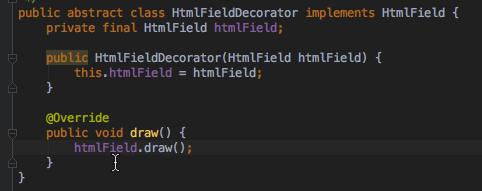 public abstract class HtmlFieldDecorator implements HtmlField {
private final HtmlField htmlField;
public HtmlFieldDecorator(HtmlField htmlField) {
this.htmlField = htmlField;
}
@Override
public void draw() {
htmlField.draw();
}
}